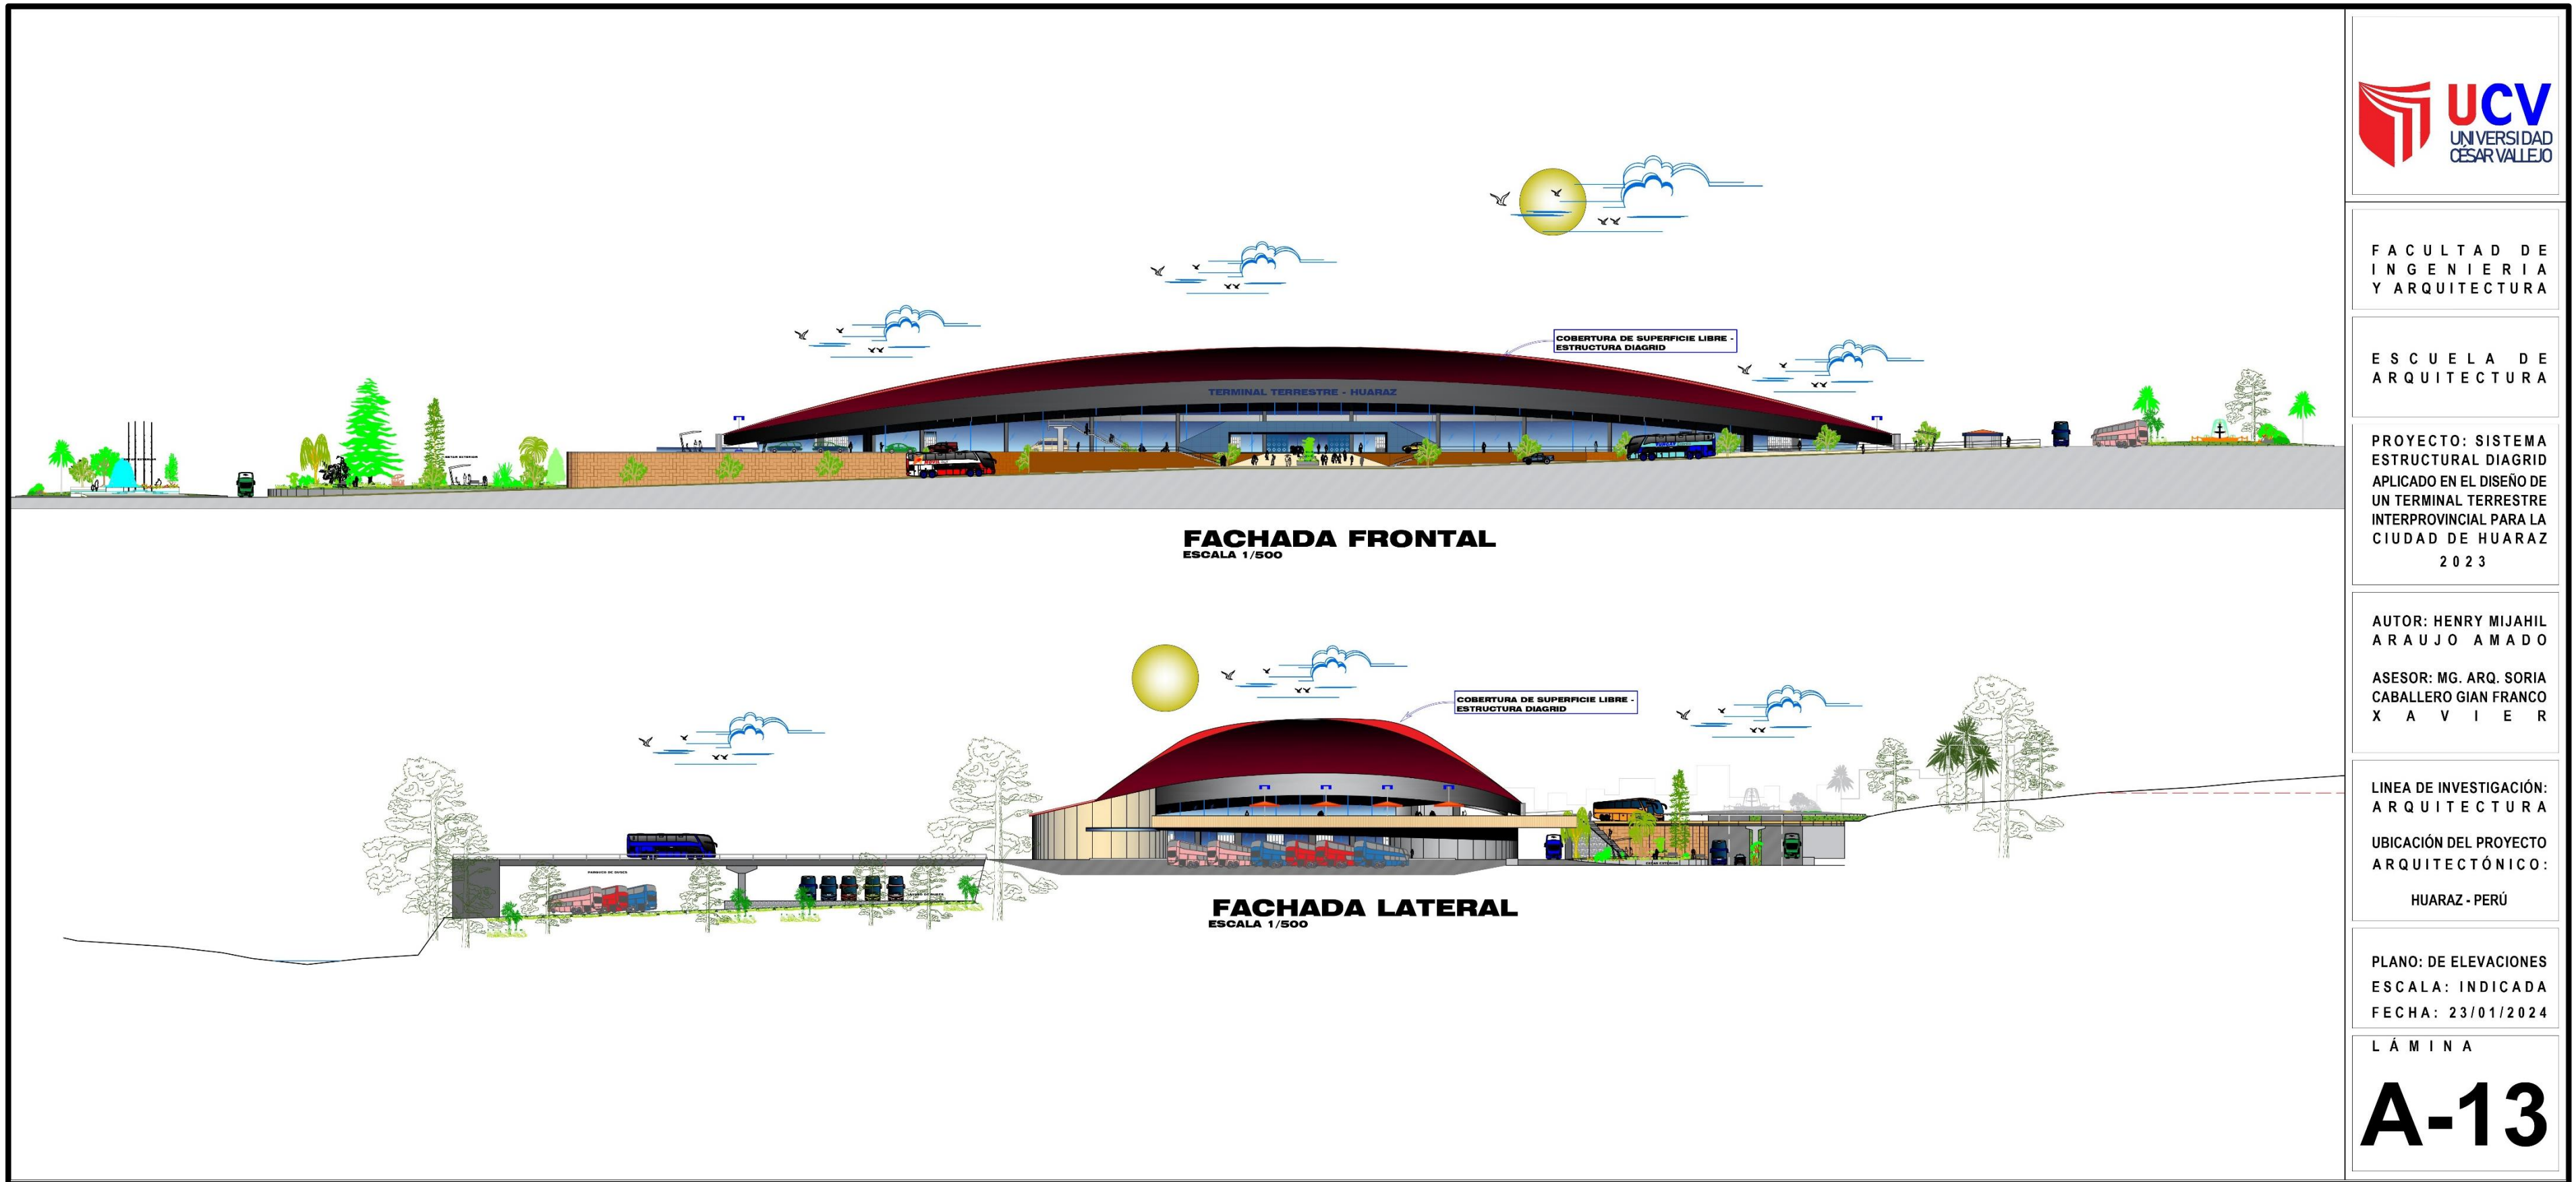 COBERTURA DE SUPERFICIE LIBRE -
ESTRUCTURA DIAGRID
TERMINAL TERRESTRE - HUARAZ
FACHADA FRONTAL
ESCALA 1/500
COBERTURA DE SUPERFICIE LIBRE -
ESTRUCTURA DIAGRID
FACHADA LATERAL
ESCALA 1/500
UCV
UNIVERSIDAD
CÉSAR VALLEJO
FACULTAD DE
INGENIERIA
Y ARQUITECTURA
ESCUELA DE
ARQUITECTURA
PROYECTO: SISTEMA
ESTRUCTURAL DIAGRID
APLICADO EN EL DISEÑO DE
UN TERMINAL TERRESTRE
INTERPROVINCIAL PARA LA
CIUDAD DE HUARAZ
2023
AUTOR: HENRY MIJAHIL
ARAUJO AMADO
ASESOR: MG. ARQ. SORIA
CABALLERO GIAN FRANCO
XAVIER
LINEA DE INVESTIGACIÓN:
ARQUITECTURA
UBICACIÓN DEL PROYECTO
ARQUITECTÓNICO:
HUARAZ - PERÚ
PLANO: DE ELEVACIONES
ESCALA: INDICADA
FECHA: 23/01/2024
LÁMINA
A-13